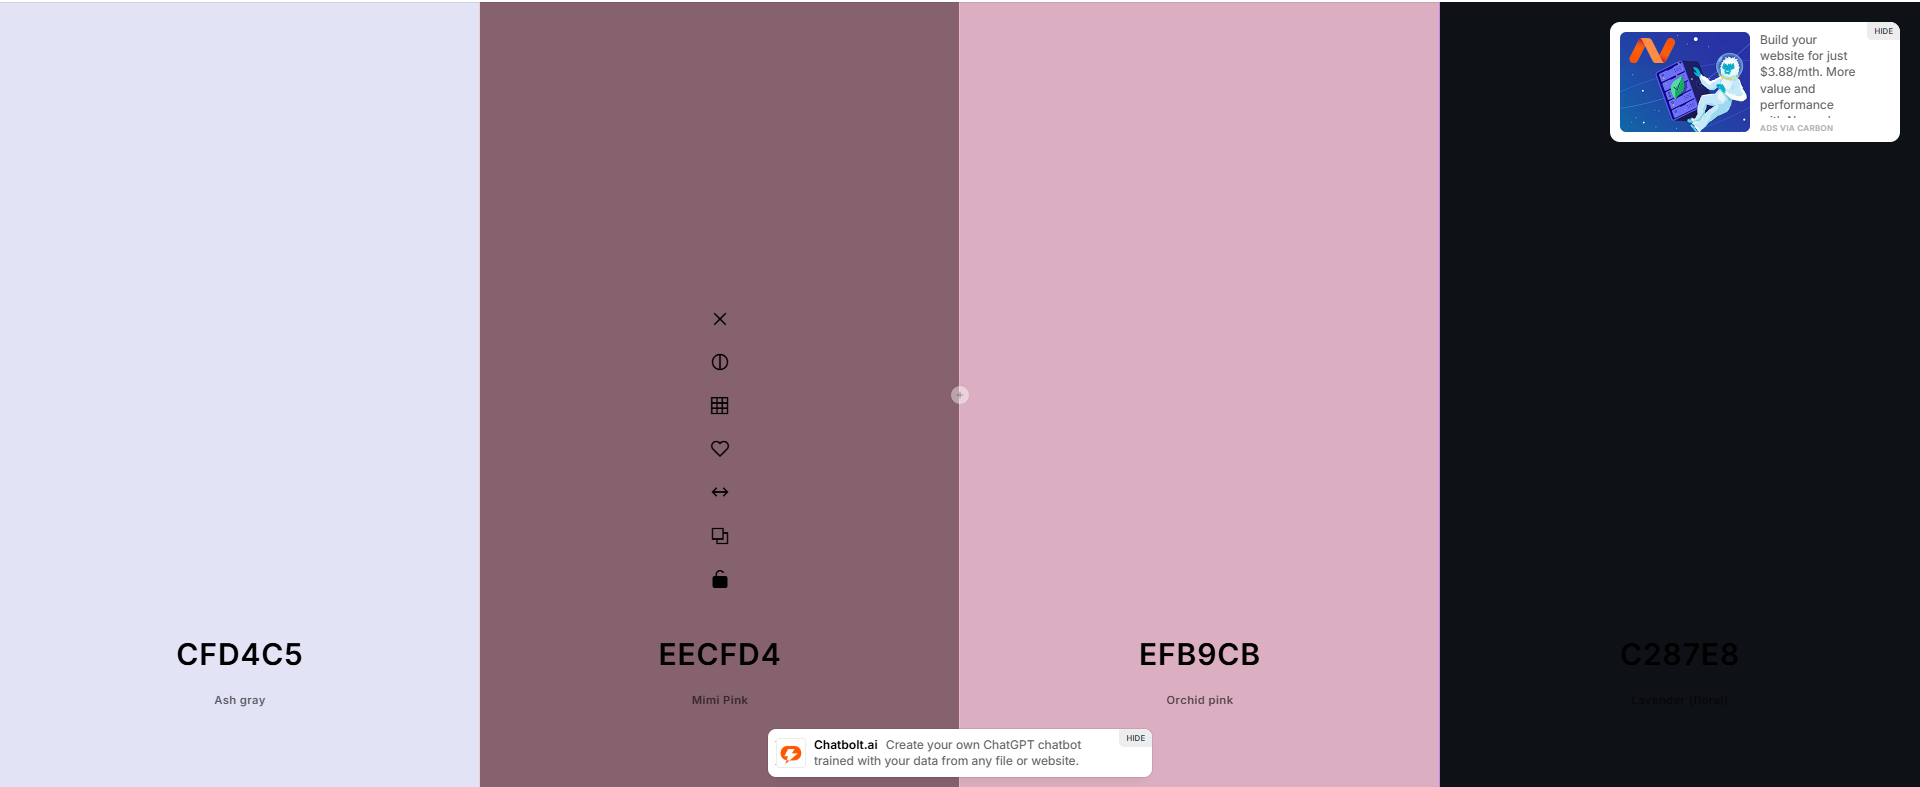 HIDE
Build your
website for just
$3.88/mth. More
value and
performance
ADS VIA CARBON
CFD4C5
EECFD4
EFB9CB
C287E8
Ash gray
Mimi Pink
Orchid pink
Lavender (floral)
Chatbolt.ai Create your own ChatGPT chatbot
HIDE
trained with your data from any file or website.